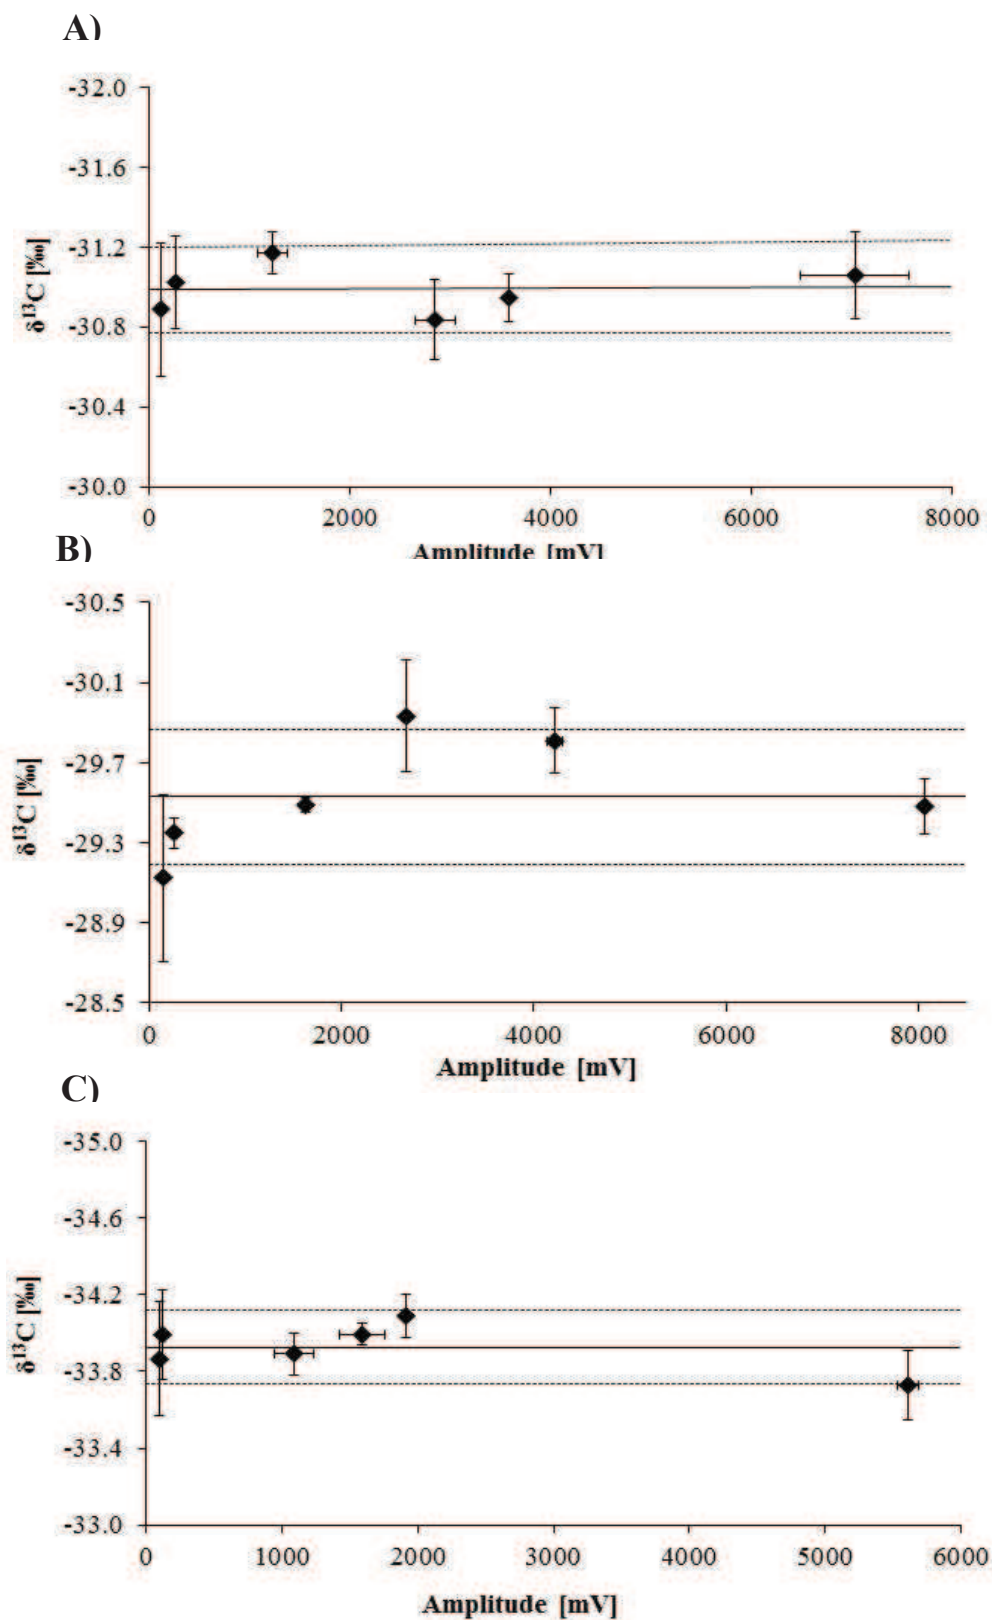 A)
-32.0
-31.6
-31.2
-30.8
-30.4
-30.0
δ¹³C [‰]
0 2000 4000 6000 8000
Amplitude [mV]
B)
-30.5
-30.1
-29.7
-29.3
-28.9
-28.5
δ¹³C [‰]
0 2000 4000 6000 8000
Amplitude [mV]
C)
-35.0
-34.6
-34.2
-33.8
-33.4
-33.0
δ¹³C [‰]
0 1000 2000 3000 4000 5000 6000
Amplitude [mV]